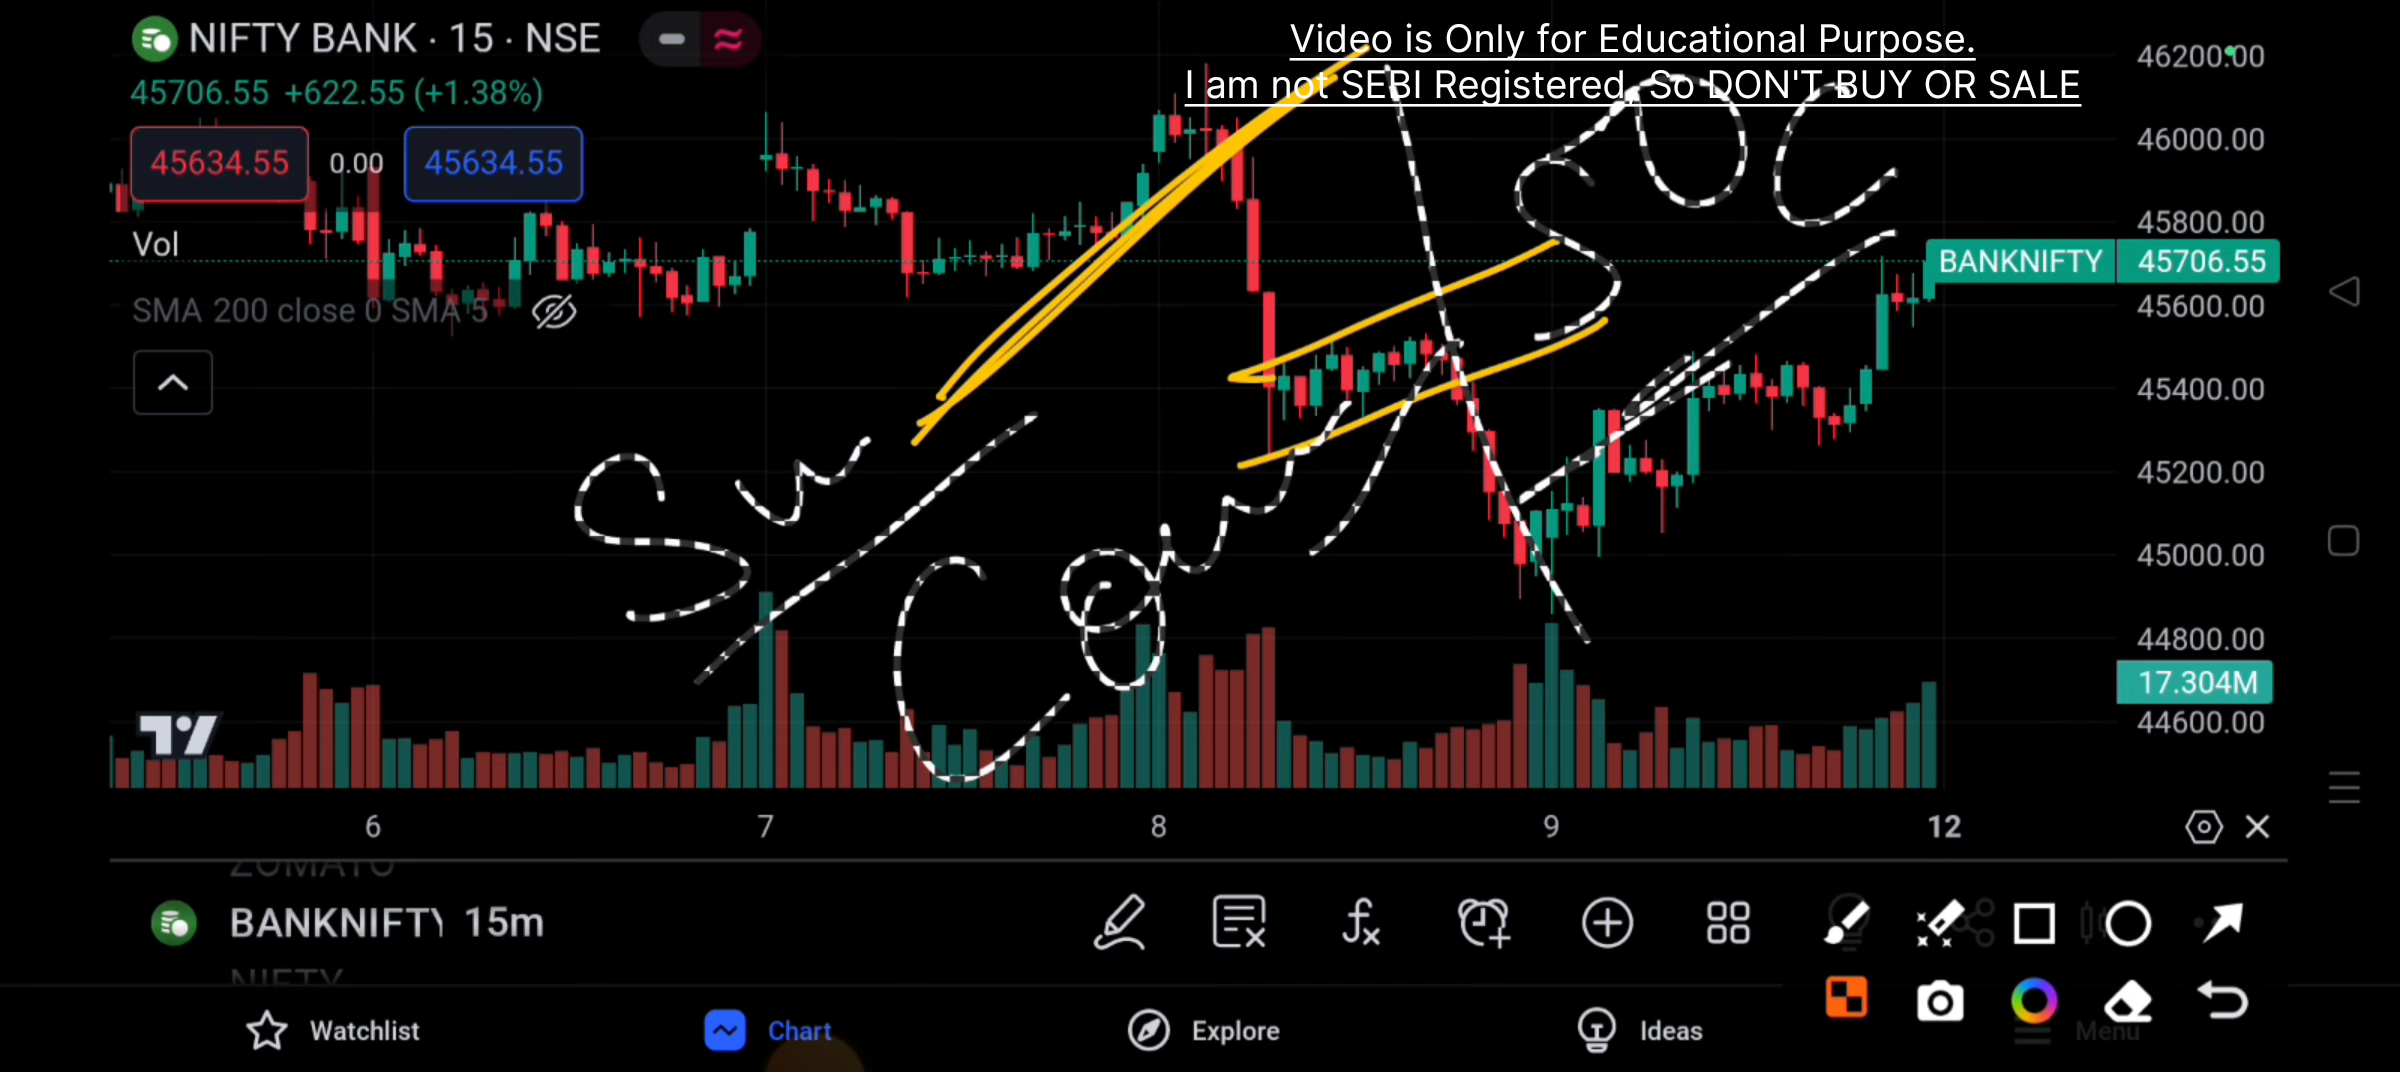 NIFTY BANK · 15 · NSE
Video is Only for Educational Purpose.
I am not SEBI Registered, So DON'T BUY OR SALE
45706.55 +622.55 (+1.38%)
45634.55 0.00 45634.55
Vol
SMA 200 close 0 SMA 5
46200.00
46000.00
45800.00
BANKNIFTY 45706.55
45600.00
45400.00
45200.00
45000.00
44800.00
17.304M
44600.00
6 7 8 9 12
ZOMATO
BANKNIFTY 15m
NIFTY
Watchlist
Chart
Explore
Ideas
Menu